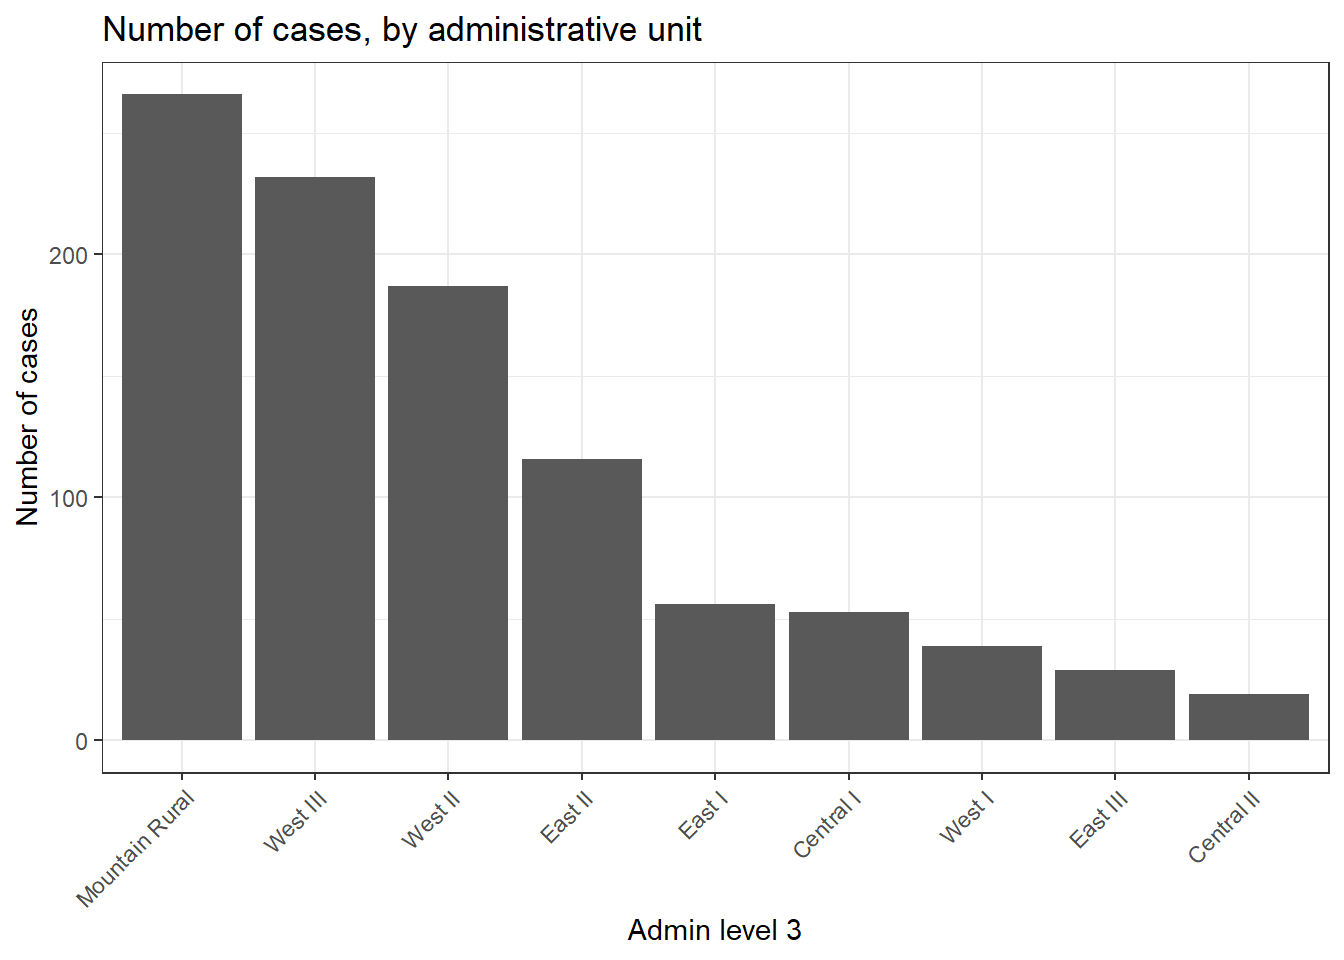 Number of cases, by administrative unit
Number of cases
200
100
0
Mountain Rural
West III
West II
East II
East I
Central I
West I
East III
Central II
Admin level 3